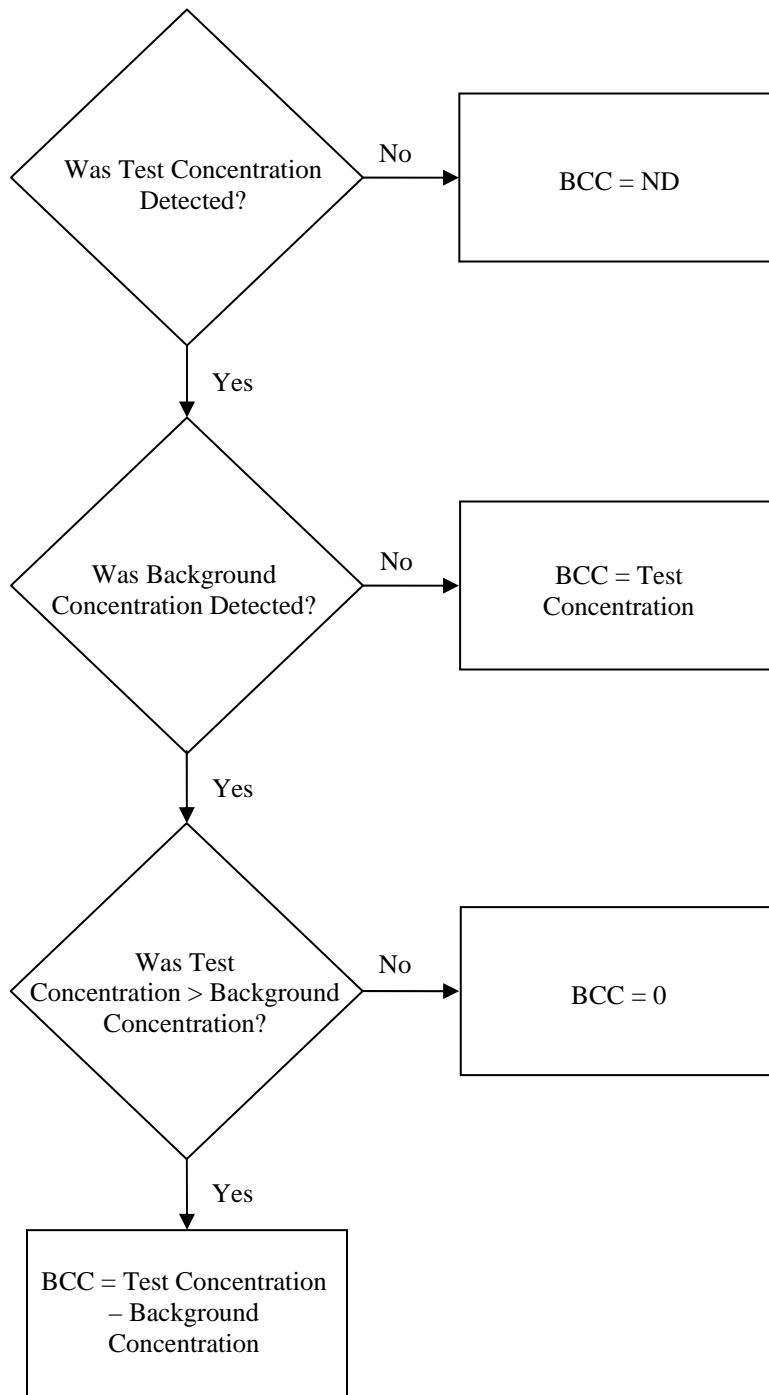 Was Test Concentration
Detected?
No
BCC = ND
Yes
Was Background
Concentration Detected?
No
BCC = Test
Concentration
Yes
Was Test
Concentration > Background
Concentration?
No
BCC = 0
Yes
BCC = Test Concentration
– Background
Concentration